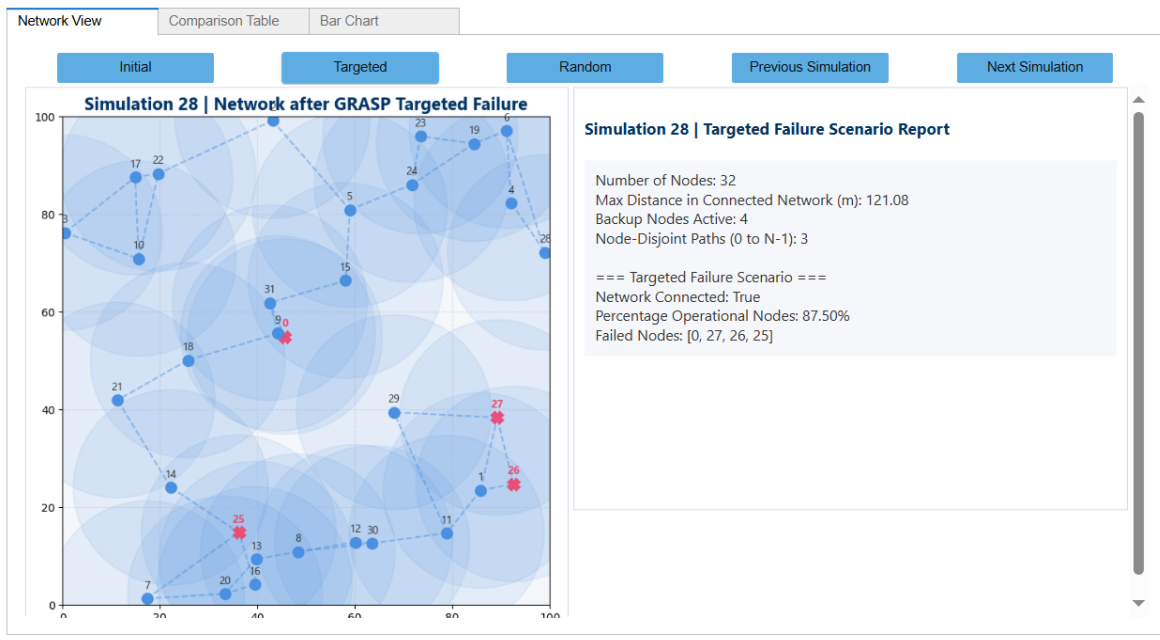 Network View
Comparison Table
Bar Chart
Initial
Targeted
Random
Previous Simulation
Next Simulation
Simulation 28 | Network after GRASP Targeted Failure
100
80
60
40
20
0
0
20
40
60
80
100
23
19
6
17
22
24
4
5
3
10
28
15
31
9
0
18
21
29
27
14
1
26
25
11
12
30
8
13
16
20
7
Simulation 28 | Targeted Failure Scenario Report
Number of Nodes: 32
Max Distance in Connected Network (m): 121.08
Backup Nodes Active: 4
Node-Disjoint Paths (0 to N-1): 3
=== Targeted Failure Scenario ===
Network Connected: True
Percentage Operational Nodes: 87.50%
Failed Nodes: [0, 27, 26, 25]